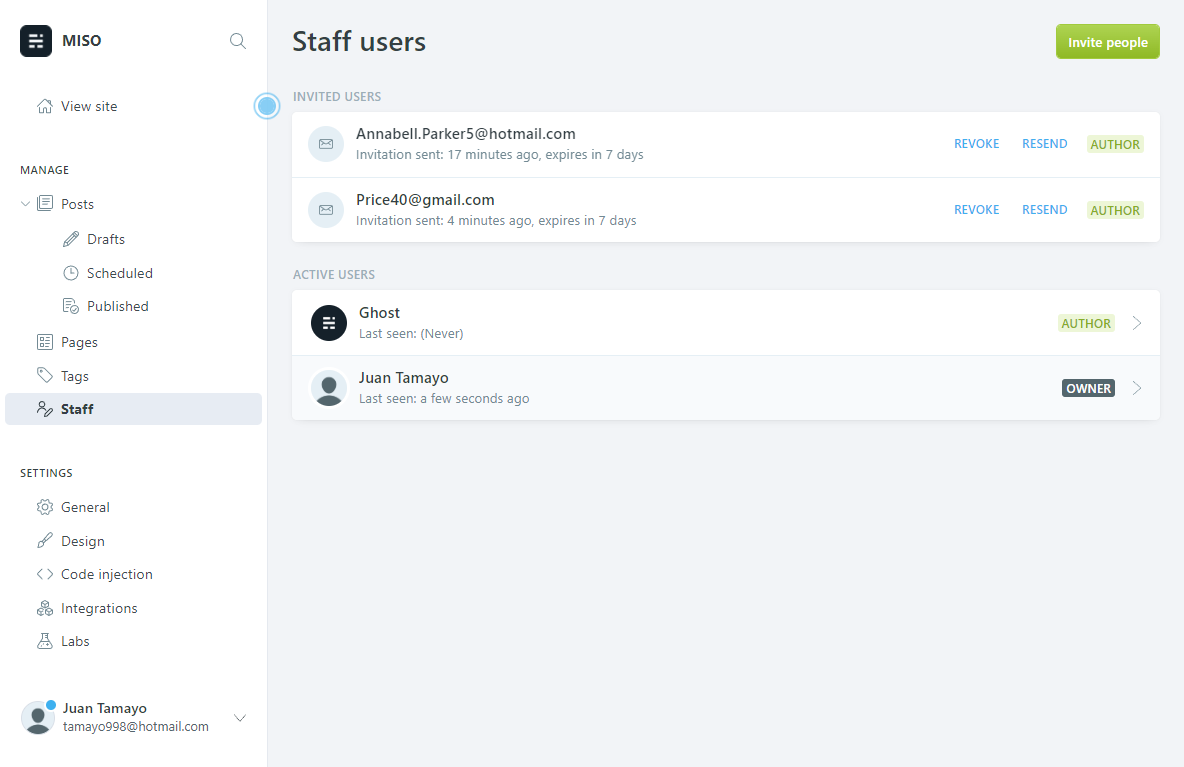 MISO
View site
MANAGE
Posts
Drafts
Scheduled
Published
Pages
Tags
Staff
SETTINGS
General
Design
Code injection
Integrations
Labs
Juan Tamayo
tamayo998@hotmail.com
Staff users
Invite people
INVITED USERS
Annabell.Parker5@hotmail.com
Invitation sent: 17 minutes ago, expires in 7 days
REVOKE RESEND AUTHOR
Price40@gmail.com
Invitation sent: 4 minutes ago, expires in 7 days
REVOKE RESEND AUTHOR
ACTIVE USERS
Ghost
Last seen: (Never)
AUTHOR
Juan Tamayo
Last seen: a few seconds ago
OWNER